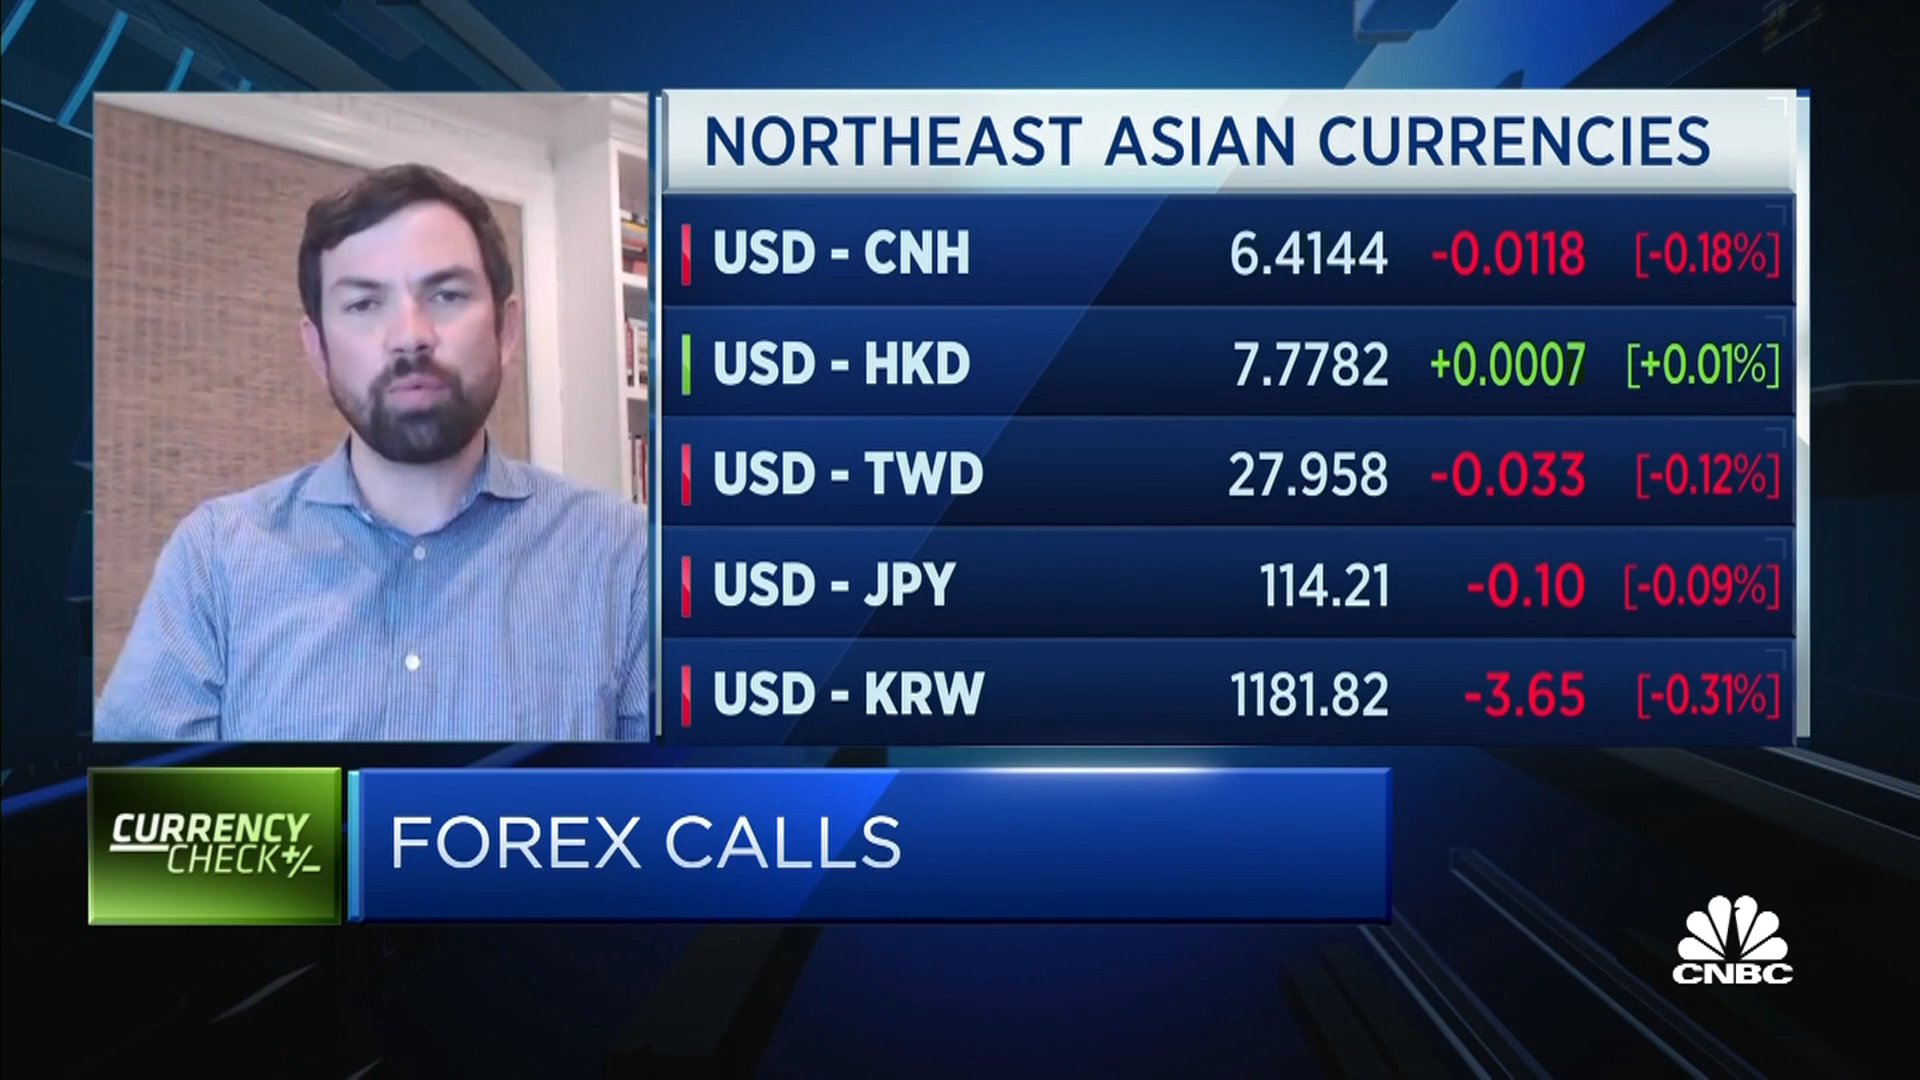 NORTHEAST ASIAN CURRENCIES
USD - CNH 6.4144 -0.0118 [-0.18%]
USD - HKD 7.7782 +0.0007 [+0.01%]
USD - TWD 27.958 -0.033 [-0.12%]
USD - JPY 114.21 -0.10 [-0.09%]
USD - KRW 1181.82 -3.65 [-0.31%]
CURRENCY
CHECK+/-
FOREX CALLS
CNBC